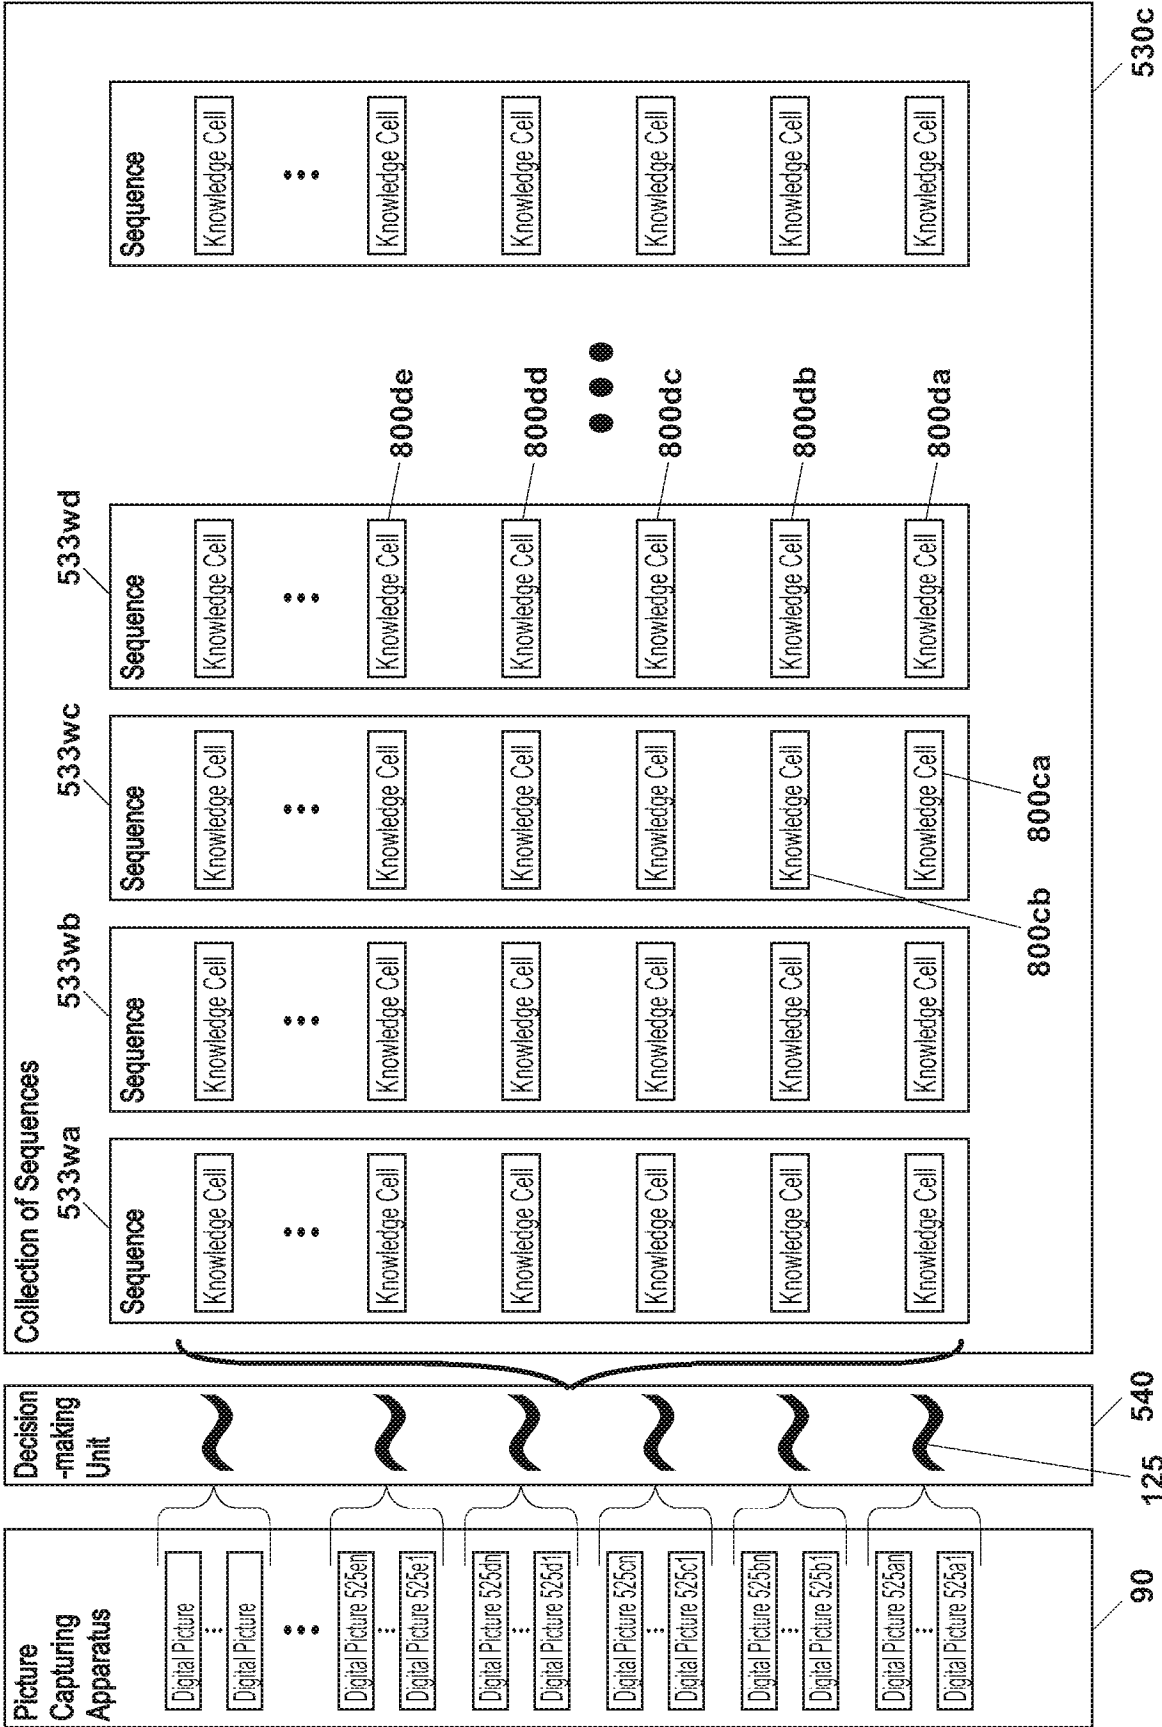 Picture
Capturing
Apparatus
Digital Picture
...
Digital Picture
...
Digital Picture 525en
...
Digital Picture 525e1
Digital Picture 525dn
...
Digital Picture 525d1
Digital Picture 525cn
...
Digital Picture 525c1
Digital Picture 525bn
...
Digital Picture 525b1
Digital Picture 525an
...
Digital Picture 525a1
90
Decision
-making
Unit
125
540
Collection of Sequences
533wa
Sequence
Knowledge Cell
...
Knowledge Cell
Knowledge Cell
Knowledge Cell
Knowledge Cell
Knowledge Cell
533wb
Sequence
Knowledge Cell
...
Knowledge Cell
Knowledge Cell
Knowledge Cell
Knowledge Cell
Knowledge Cell
533wc
Sequence
Knowledge Cell
...
Knowledge Cell
Knowledge Cell
Knowledge Cell
Knowledge Cell
Knowledge Cell
800cb
800ca
533wd
Sequence
Knowledge Cell
...
Knowledge Cell
Knowledge Cell
Knowledge Cell
Knowledge Cell
Knowledge Cell
800de
800dd
800dc
800db
800da
...
Sequence
Knowledge Cell
...
Knowledge Cell
Knowledge Cell
Knowledge Cell
Knowledge Cell
Knowledge Cell
530c